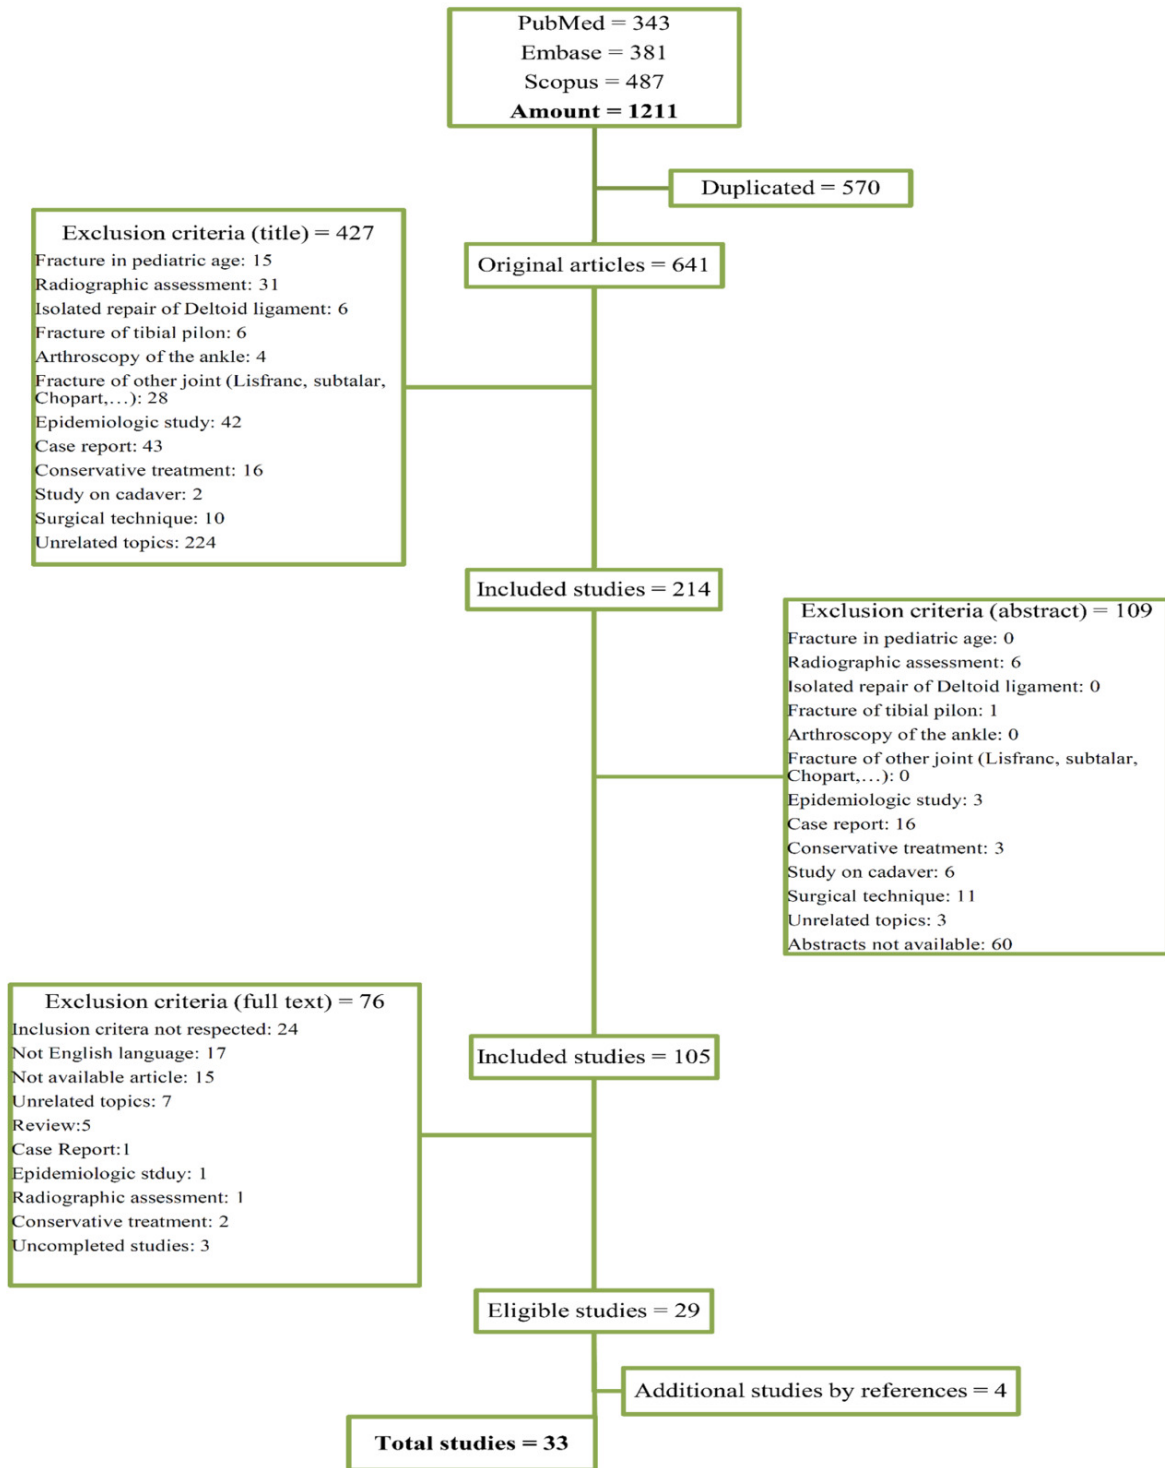 PubMed = 343
Embase = 381
Scopus = 487
Amount = 1211
Duplicated = 570
Exclusion criteria (title) = 427
Fracture in pediatric age: 15
Radiographic assessment: 31
Isolated repair of Deltoid ligament: 6
Fracture of tibial pilon: 6
Arthroscopy of the ankle: 4
Fracture of other joint (Lisfranc, subtalar,
Chopart,...): 28
Epidemiologic study: 42
Case report: 43
Conservative treatment: 16
Study on cadaver: 2
Surgical technique: 10
Unrelated topics: 224
Original articles = 641
Included studies = 214
Exclusion criteria (abstract) = 109
Fracture in pediatric age: 0
Radiographic assessment: 6
Isolated repair of Deltoid ligament: 0
Fracture of tibial pilon: 1
Arthroscopy of the ankle: 0
Fracture of other joint (Lisfranc, subtalar,
Chopart,...): 0
Epidemiologic study: 3
Case report: 16
Conservative treatment: 3
Study on cadaver: 6
Surgical technique: 11
Unrelated topics: 3
Abstracts not available: 60
Exclusion criteria (full text) = 76
Inclusion critera not respected: 24
Not English language: 17
Not available article: 15
Unrelated topics: 7
Review:5
Case Report:1
Epidemiologic stduy: 1
Radiographic assessment: 1
Conservative treatment: 2
Uncompleted studies: 3
Included studies = 105
Eligible studies = 29
Additional studies by references = 4
Total studies = 33